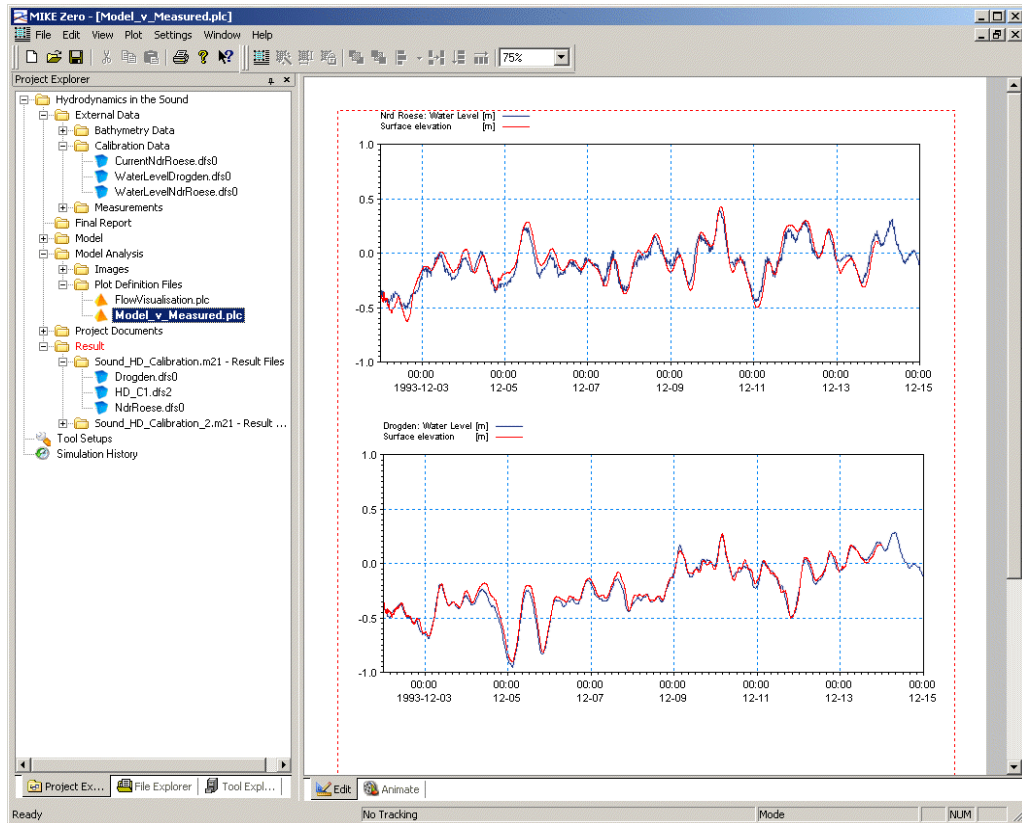 MIKE Zero - [Model_v_Measured.plc]
File Edit View Plot Settings Window Help
75%
Project Explorer
Hydrodynamics in the Sound
External Data
Bathymetry Data
Calibration Data
CurrentNdrRoese.dfs0
WaterLevelDrogden.dfs0
WaterLevelNdrRoese.dfs0
Measurements
Final Report
Model
Model Analysis
Images
Plot Definition Files
FlowVisualisation.plc
Model_v_Measured.plc
Project Documents
Result
Sound_HD_Calibration.m21 - Result Files
Drogden.dfs0
HD_C1.dfs2
NdrRoese.dfs0
Sound_HD_Calibration_2.m21 - Result ...
Tool Setups
Simulation History
Project Ex... File Explorer Tool Expl...
Nrd Roese: Water Level [m]
Surface elevation [m]
1.0
0.5
0.0
-0.5
-1.0
00:00 00:00 00:00 00:00 00:00 00:00 00:00
1993-12-03 12-05 12-07 12-09 12-11 12-13 12-15
Drogden: Water Level [m]
Surface elevation [m]
1.0
0.5
0.0
-0.5
-1.0
00:00 00:00 00:00 00:00 00:00 00:00 00:00
1993-12-03 12-05 12-07 12-09 12-11 12-13 12-15
Edit Animate
Ready No Tracking Mode NUM